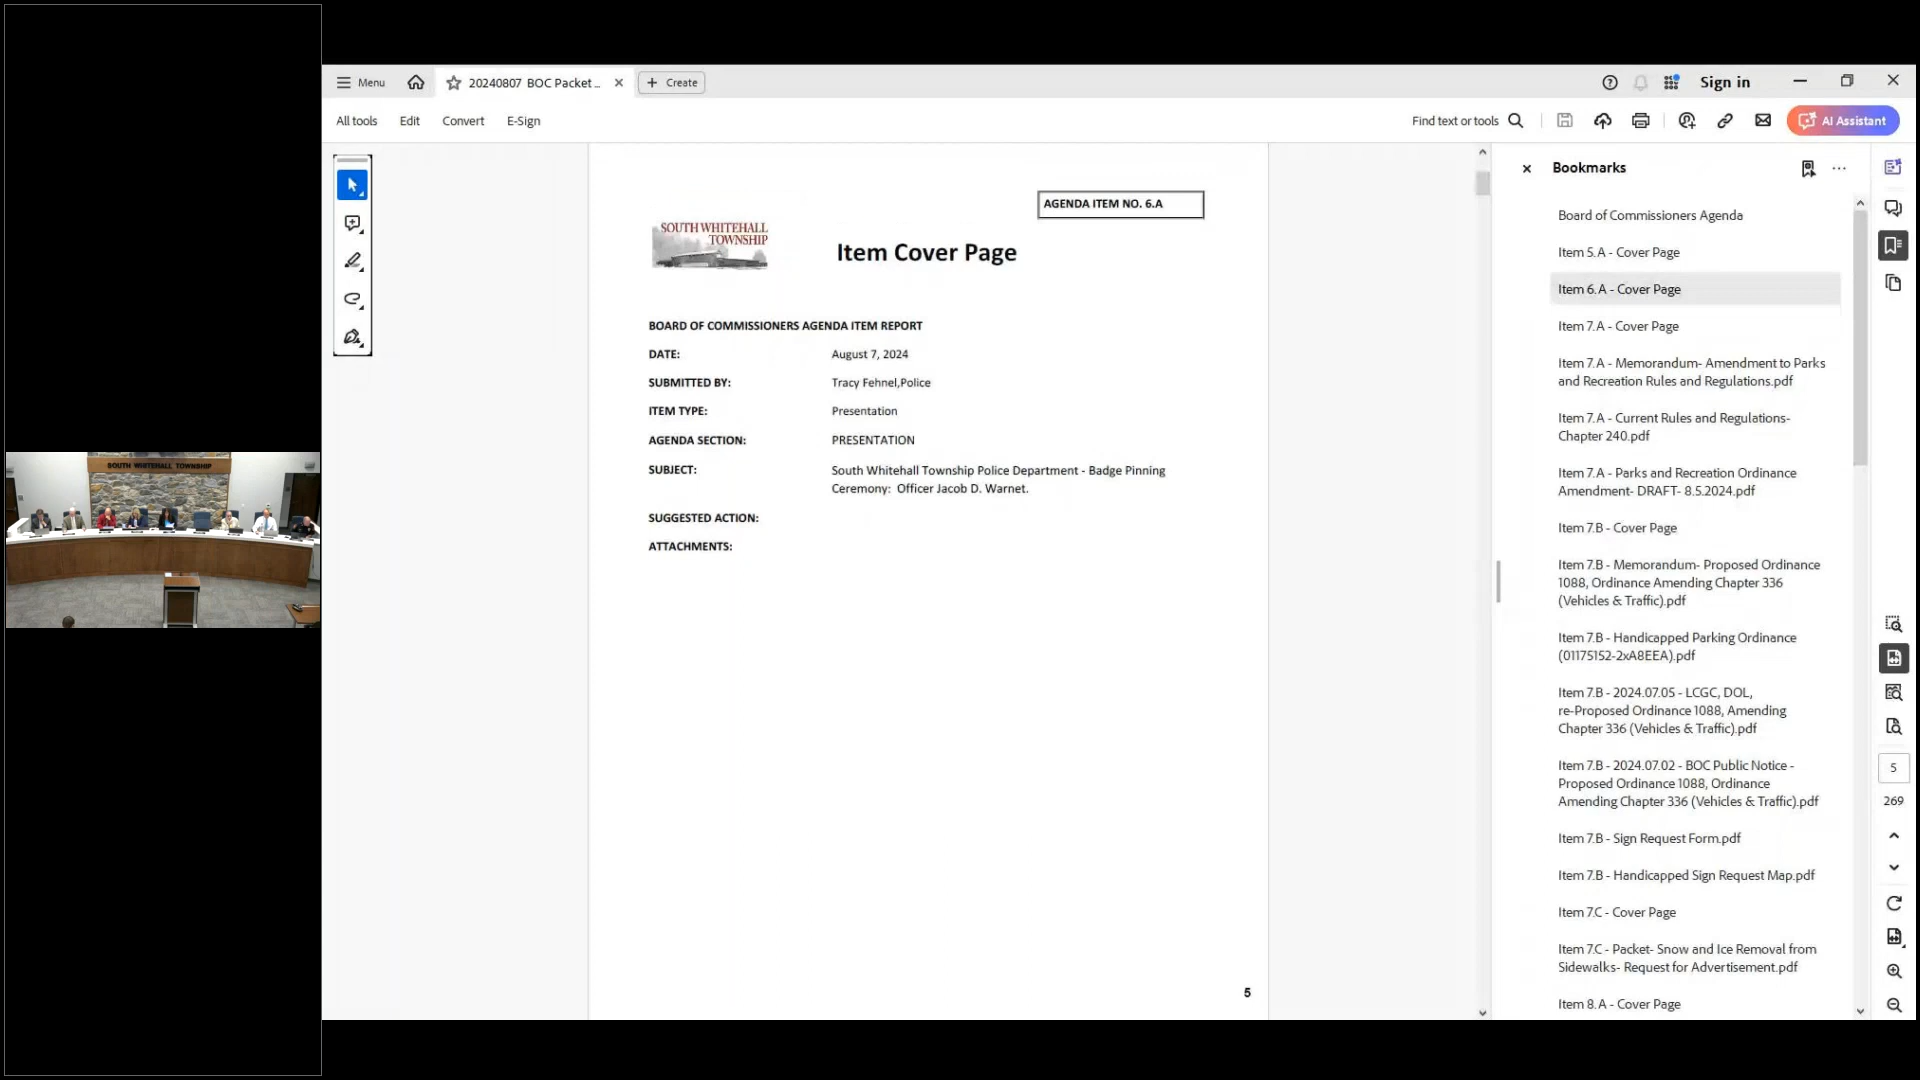 Menu
20240807 BOC Packet ...
Create
Sign in
All tools
Edit
Convert
E-Sign
Find text or tools
AI Assistant
SOUTH WHITEHALL TOWNSHIP
AGENDA ITEM NO. 6.A
SOUTH WHITEHALL
TOWNSHIP
Item Cover Page
BOARD OF COMMISSIONERS AGENDA ITEM REPORT
DATE: August 7, 2024
SUBMITTED BY: Tracy Fehnel,Police
ITEM TYPE: Presentation
AGENDA SECTION: PRESENTATION
SUBJECT: South Whitehall Township Police Department - Badge Pinning
Ceremony: Officer Jacob D. Warnet.
SUGGESTED ACTION:
ATTACHMENTS:
5
Bookmarks
Board of Commissioners Agenda
Item 5.A - Cover Page
Item 6.A - Cover Page
Item 7.A - Cover Page
Item 7.A - Memorandum- Amendment to Parks
and Recreation Rules and Regulations.pdf
Item 7.A - Current Rules and Regulations-
Chapter 240.pdf
Item 7.A - Parks and Recreation Ordinance
Amendment- DRAFT- 8.5.2024.pdf
Item 7.B - Cover Page
Item 7.B - Memorandum- Proposed Ordinance
1088, Ordinance Amending Chapter 336
(Vehicles & Traffic).pdf
Item 7.B - Handicapped Parking Ordinance
(01175152-2xA8EEA).pdf
Item 7.B - 2024.07.05 - LCGC, DOL,
re-Proposed Ordinance 1088, Amending
Chapter 336 (Vehicles & Traffic).pdf
Item 7.B - 2024.07.02 - BOC Public Notice -
Proposed Ordinance 1088, Ordinance
Amending Chapter 336 (Vehicles & Traffic).pdf
Item 7.B - Sign Request Form.pdf
Item 7.B - Handicapped Sign Request Map.pdf
Item 7.C - Cover Page
Item 7.C - Packet- Snow and Ice Removal from
Sidewalks- Request for Advertisement.pdf
Item 8.A - Cover Page
5
269